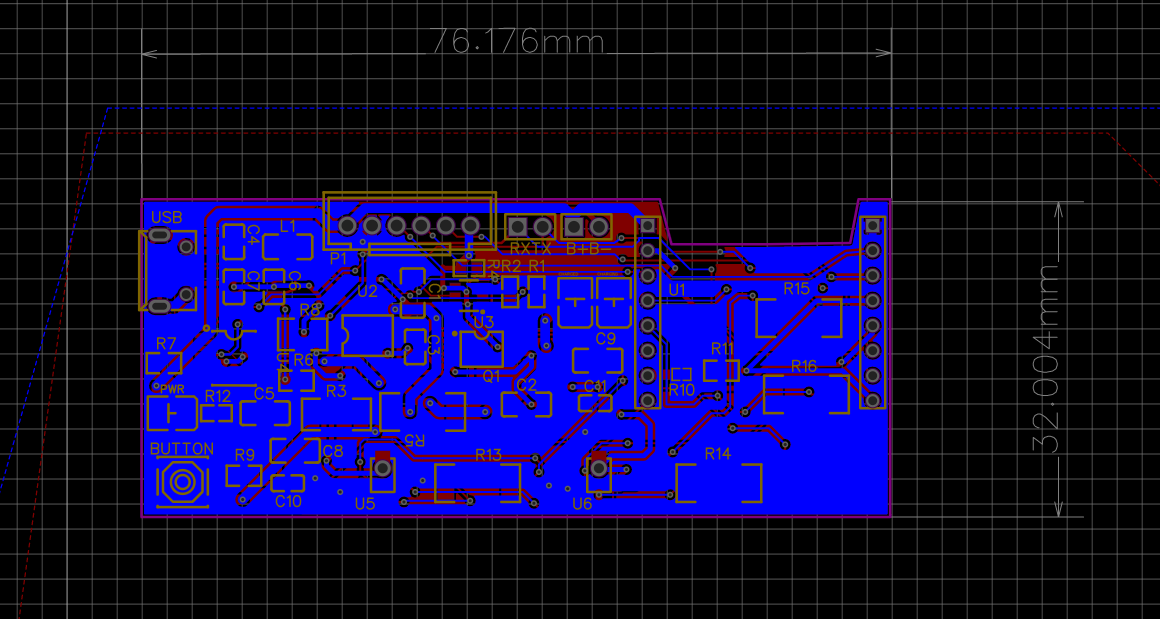 76.176mm
USB
C4
L1
P1
RXTX
B+B-
R2
R1
C7
C6
U2
C1
U1
R15
R8
U3
C9
R7
U4
R6
C3
R11
R16
Q1
R3
R10
PWR
R12
C5
C2
C11
R5
BUTTON
R9
C8
R13
R14
C10
U5
U6
32.004mm